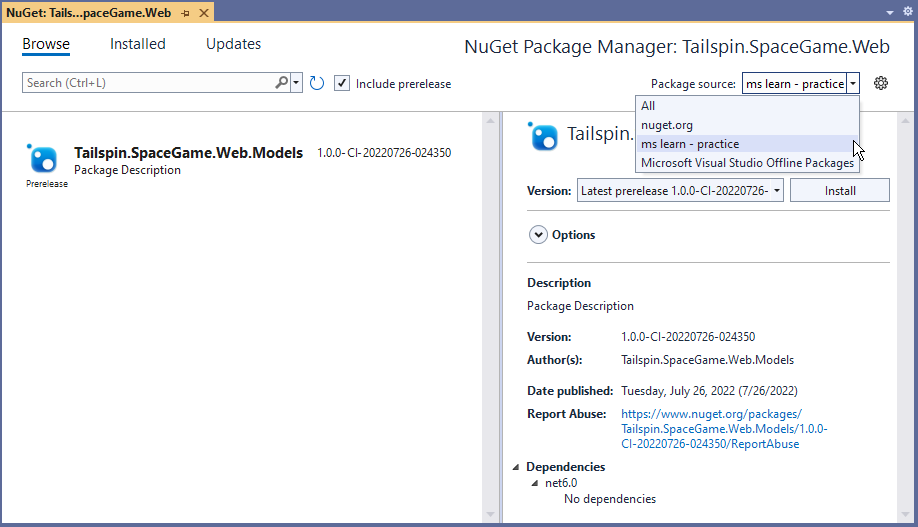 NuGet: Tails...paceGame.Web
Browse Installed Updates
NuGet Package Manager: Tailspin.SpaceGame.Web
Search (Ctrl+L)
Include prerelease
Package source: ms learn - practice
All
nuget.org
ms learn - practice
Microsoft Visual Studio Offline Packages
Tailspin.SpaceGame.Web.Models 1.0.0-CI-20220726-024350
Package Description
Prerelease
Tailspin.
Version: Latest prerelease 1.0.0-CI-20220726- Install
Options
Description
Package Description
Version: 1.0.0-CI-20220726-024350
Author(s): Tailspin.SpaceGame.Web.Models
Date published: Tuesday, July 26, 2022 (7/26/2022)
Report Abuse: https://www.nuget.org/packages/
Tailspin.SpaceGame.Web.Models/1.0.0-
CI-20220726-024350/ReportAbuse
Dependencies
net6.0
No dependencies